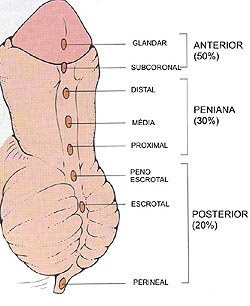 GLANDAR
SUBCORONAL
DISTAL
MÉDIA
PROXIMAL
PENO
ESCROTAL
ESCROTAL
PERINEAL
ANTERIOR
(50%)
PENIANA
(30%)
POSTERIOR
(20%)